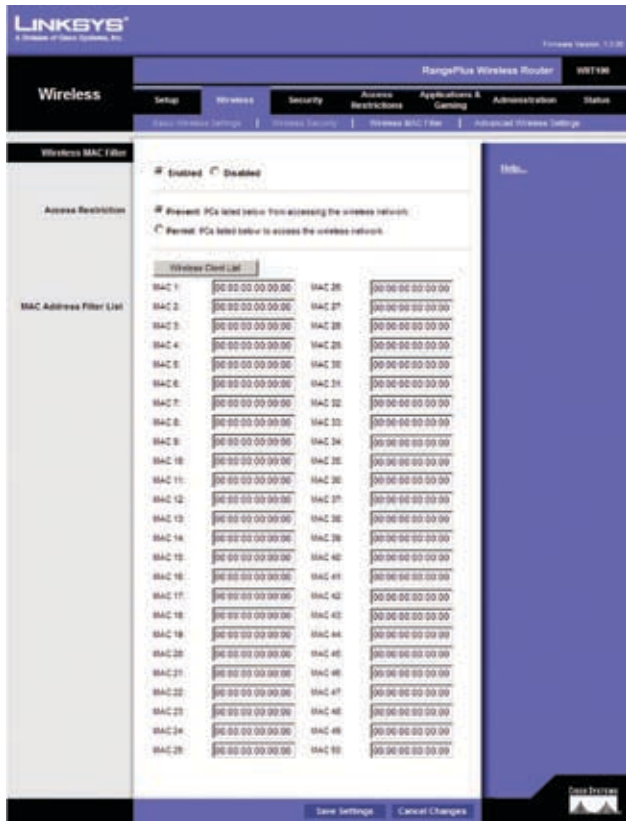 LINKSYS®
A Division of Cisco Systems, Inc.
Firmware Version: 1.0.00
RangePlus Wireless Router WRT100
Wireless
Setup Wireless Security Access Restrictions Applications & Gaming Administration Status
Basic Wireless Settings | Wireless Security | Wireless MAC Filter | Advanced Wireless Settings
Wireless MAC Filter
Enabled Disabled
Help...
Access Restriction
Prevent PCs listed below from accessing the wireless network.
Permit PCs listed below to access the wireless network.
Wireless Client List
MAC Address Filter List
MAC 1: 00:00:00:00:00:00 MAC 26: 00:00:00:00:00:00
MAC 2: 00:00:00:00:00:00 MAC 27: 00:00:00:00:00:00
MAC 3: 00:00:00:00:00:00 MAC 28: 00:00:00:00:00:00
MAC 4: 00:00:00:00:00:00 MAC 29: 00:00:00:00:00:00
MAC 5: 00:00:00:00:00:00 MAC 30: 00:00:00:00:00:00
MAC 6: 00:00:00:00:00:00 MAC 31: 00:00:00:00:00:00
MAC 7: 00:00:00:00:00:00 MAC 32: 00:00:00:00:00:00
MAC 8: 00:00:00:00:00:00 MAC 33: 00:00:00:00:00:00
MAC 9: 00:00:00:00:00:00 MAC 34: 00:00:00:00:00:00
MAC 10: 00:00:00:00:00:00 MAC 35: 00:00:00:00:00:00
MAC 11: 00:00:00:00:00:00 MAC 36: 00:00:00:00:00:00
MAC 12: 00:00:00:00:00:00 MAC 37: 00:00:00:00:00:00
MAC 13: 00:00:00:00:00:00 MAC 38: 00:00:00:00:00:00
MAC 14: 00:00:00:00:00:00 MAC 39: 00:00:00:00:00:00
MAC 15: 00:00:00:00:00:00 MAC 40: 00:00:00:00:00:00
MAC 16: 00:00:00:00:00:00 MAC 41: 00:00:00:00:00:00
MAC 17: 00:00:00:00:00:00 MAC 42: 00:00:00:00:00:00
MAC 18: 00:00:00:00:00:00 MAC 43: 00:00:00:00:00:00
MAC 19: 00:00:00:00:00:00 MAC 44: 00:00:00:00:00:00
MAC 20: 00:00:00:00:00:00 MAC 45: 00:00:00:00:00:00
MAC 21: 00:00:00:00:00:00 MAC 46: 00:00:00:00:00:00
MAC 22: 00:00:00:00:00:00 MAC 47: 00:00:00:00:00:00
MAC 23: 00:00:00:00:00:00 MAC 48: 00:00:00:00:00:00
MAC 24: 00:00:00:00:00:00 MAC 49: 00:00:00:00:00:00
MAC 25: 00:00:00:00:00:00 MAC 50: 00:00:00:00:00:00
Save Settings Cancel Changes
Cisco Systems